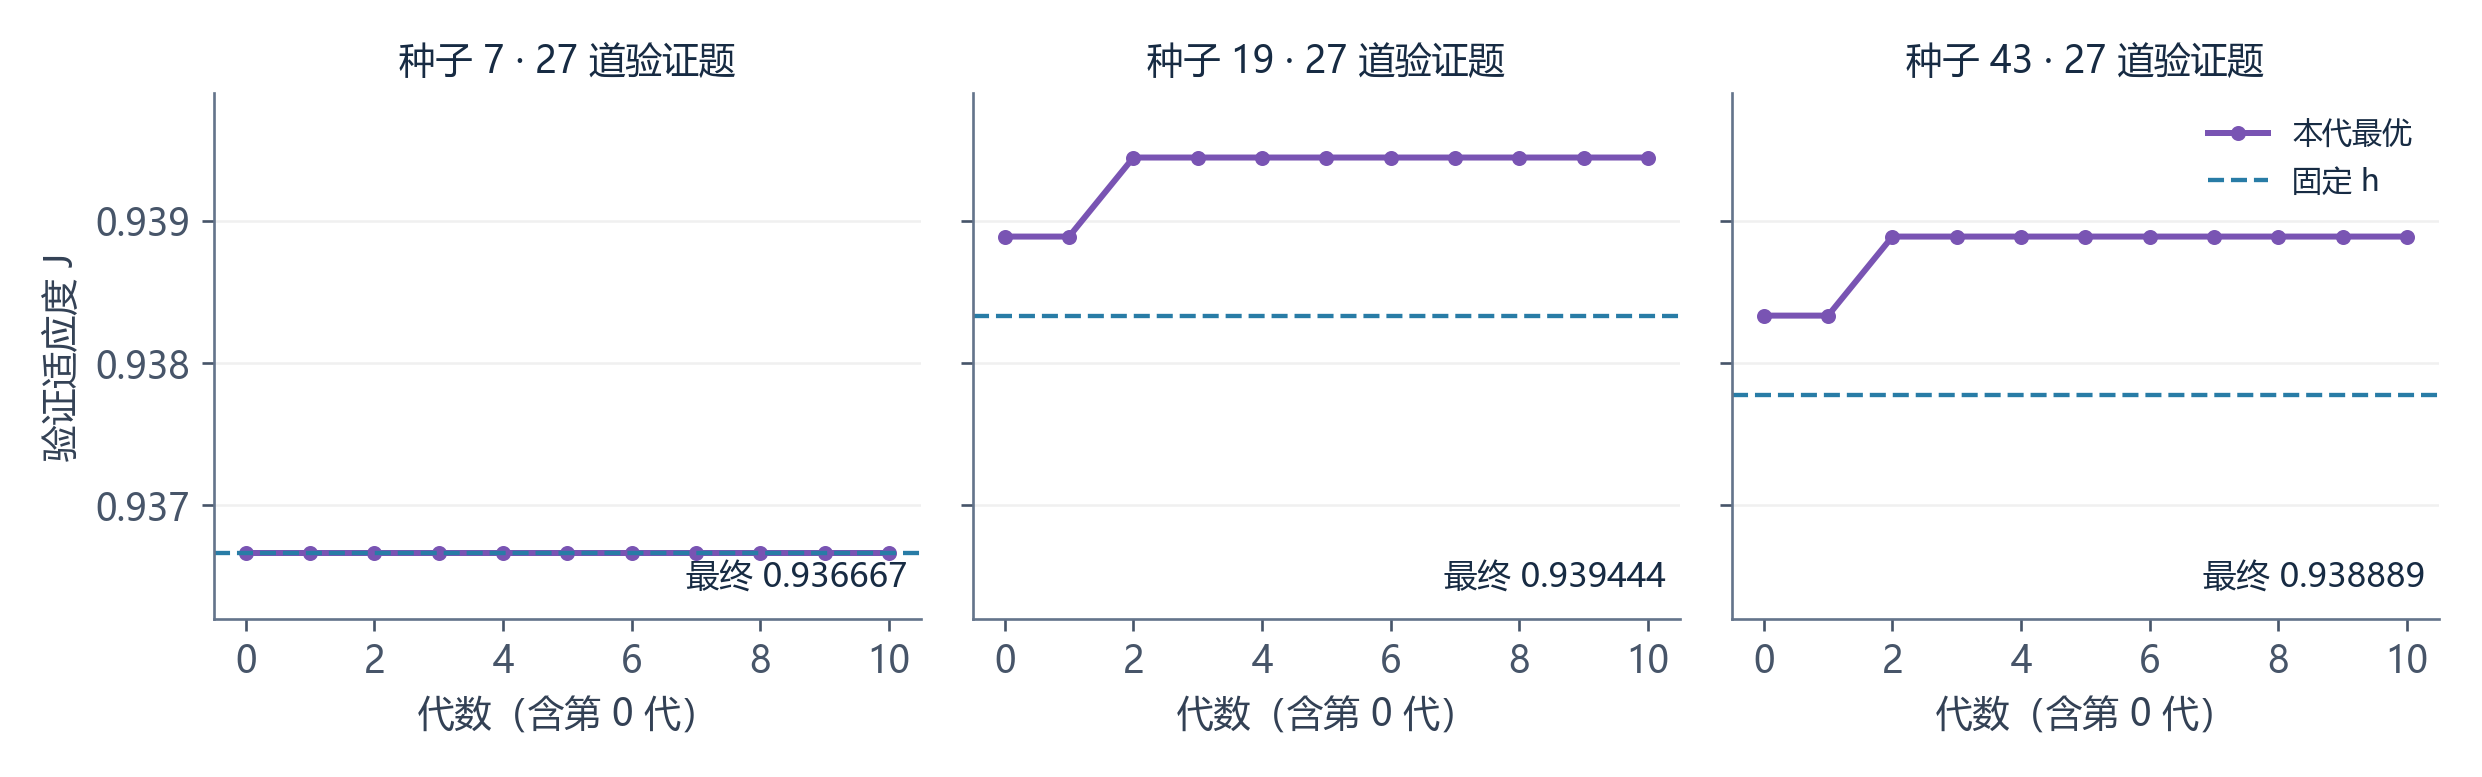 种子 7 · 27 道验证题
种子 19 · 27 道验证题
种子 43 · 27 道验证题
本代最优
固定 h
验证适应度 J
0.939
0.938
0.937
最终 0.936667
最终 0.939444
最终 0.938889
0 2 4 6 8 10
0 2 4 6 8 10
0 2 4 6 8 10
代数（含第 0 代）
代数（含第 0 代）
代数（含第 0 代）